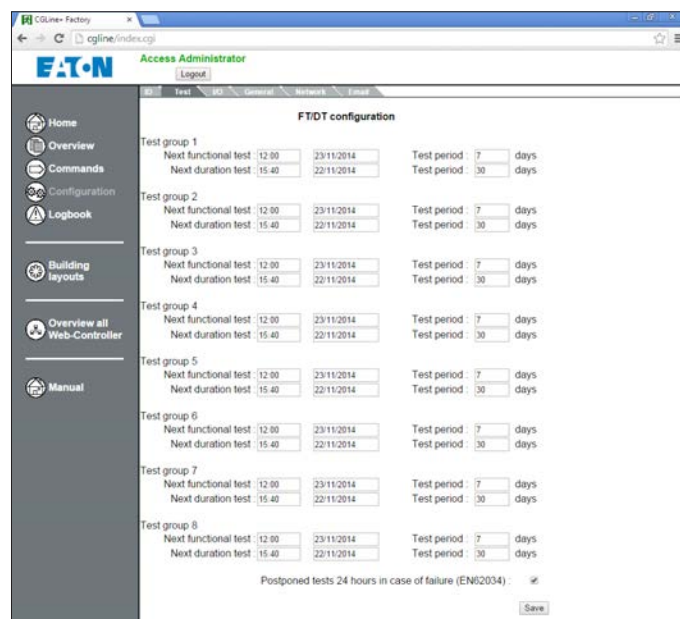 CGLine+ Factory
cgline/index.cgi
EATON
Access Administrator
Logout
ID Test I/O General Network Email
Home
Overview
Commands
Configuration
Logbook
Building layouts
Overview all Web-Controller
Manual
FT/DT configuration
Test group 1
Next functional test : 12:00 23/11/2014 Test period : 7 days
Next duration test : 15:40 22/11/2014 Test period : 30 days
Test group 2
Next functional test : 12:00 23/11/2014 Test period : 7 days
Next duration test : 15:40 22/11/2014 Test period : 30 days
Test group 3
Next functional test : 12:00 23/11/2014 Test period : 7 days
Next duration test : 15:40 22/11/2014 Test period : 30 days
Test group 4
Next functional test : 12:00 23/11/2014 Test period : 7 days
Next duration test : 15:40 22/11/2014 Test period : 30 days
Test group 5
Next functional test : 12:00 23/11/2014 Test period : 7 days
Next duration test : 15:40 22/11/2014 Test period : 30 days
Test group 6
Next functional test : 12:00 23/11/2014 Test period : 7 days
Next duration test : 15:40 22/11/2014 Test period : 30 days
Test group 7
Next functional test : 12:00 23/11/2014 Test period : 7 days
Next duration test : 15:40 22/11/2014 Test period : 30 days
Test group 8
Next functional test : 12:00 23/11/2014 Test period : 7 days
Next duration test : 15:40 22/11/2014 Test period : 30 days
Postponed tests 24 hours in case of failure (EN62034) :
Save